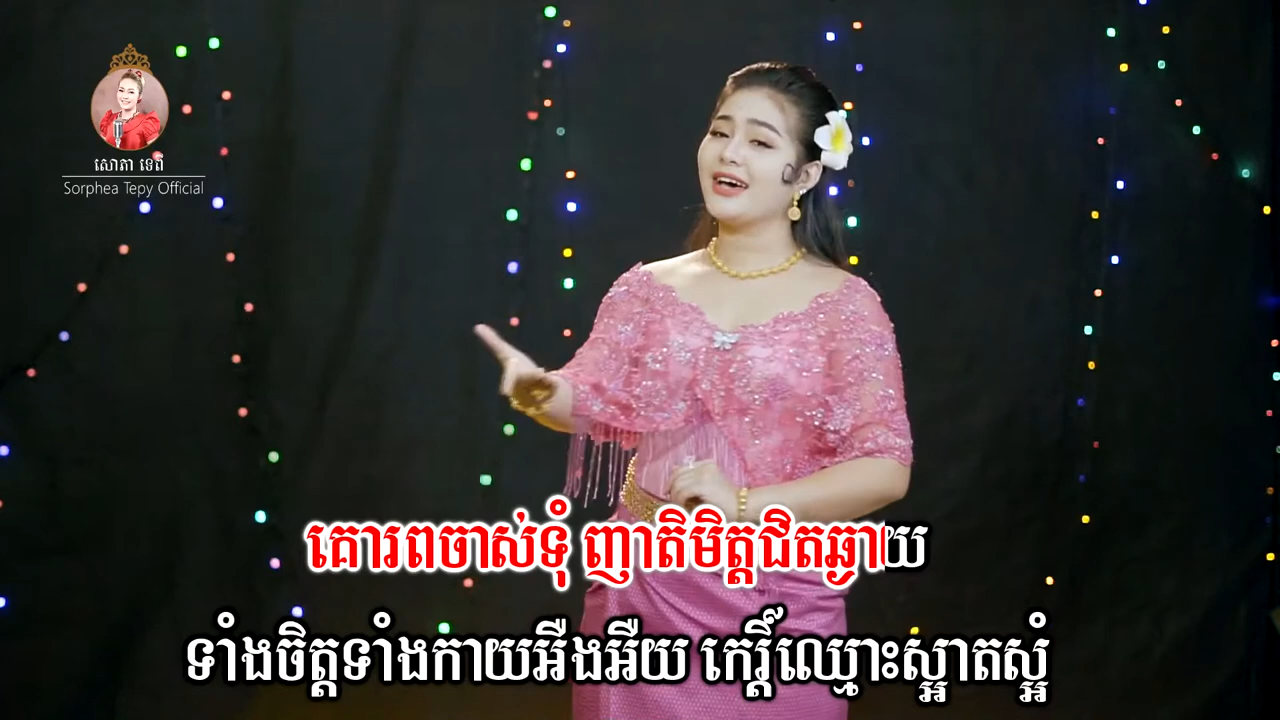 សោភា ទេពី
Sorphea Tepy Official
គោរពចាស់ទុំ ញាតិមិត្តជិតឆ្ងាយ
ទាំងចិត្តទាំងកាយអឺងអឺយ កេរ្តិ៍ឈ្មោះស្អាតស្អំ